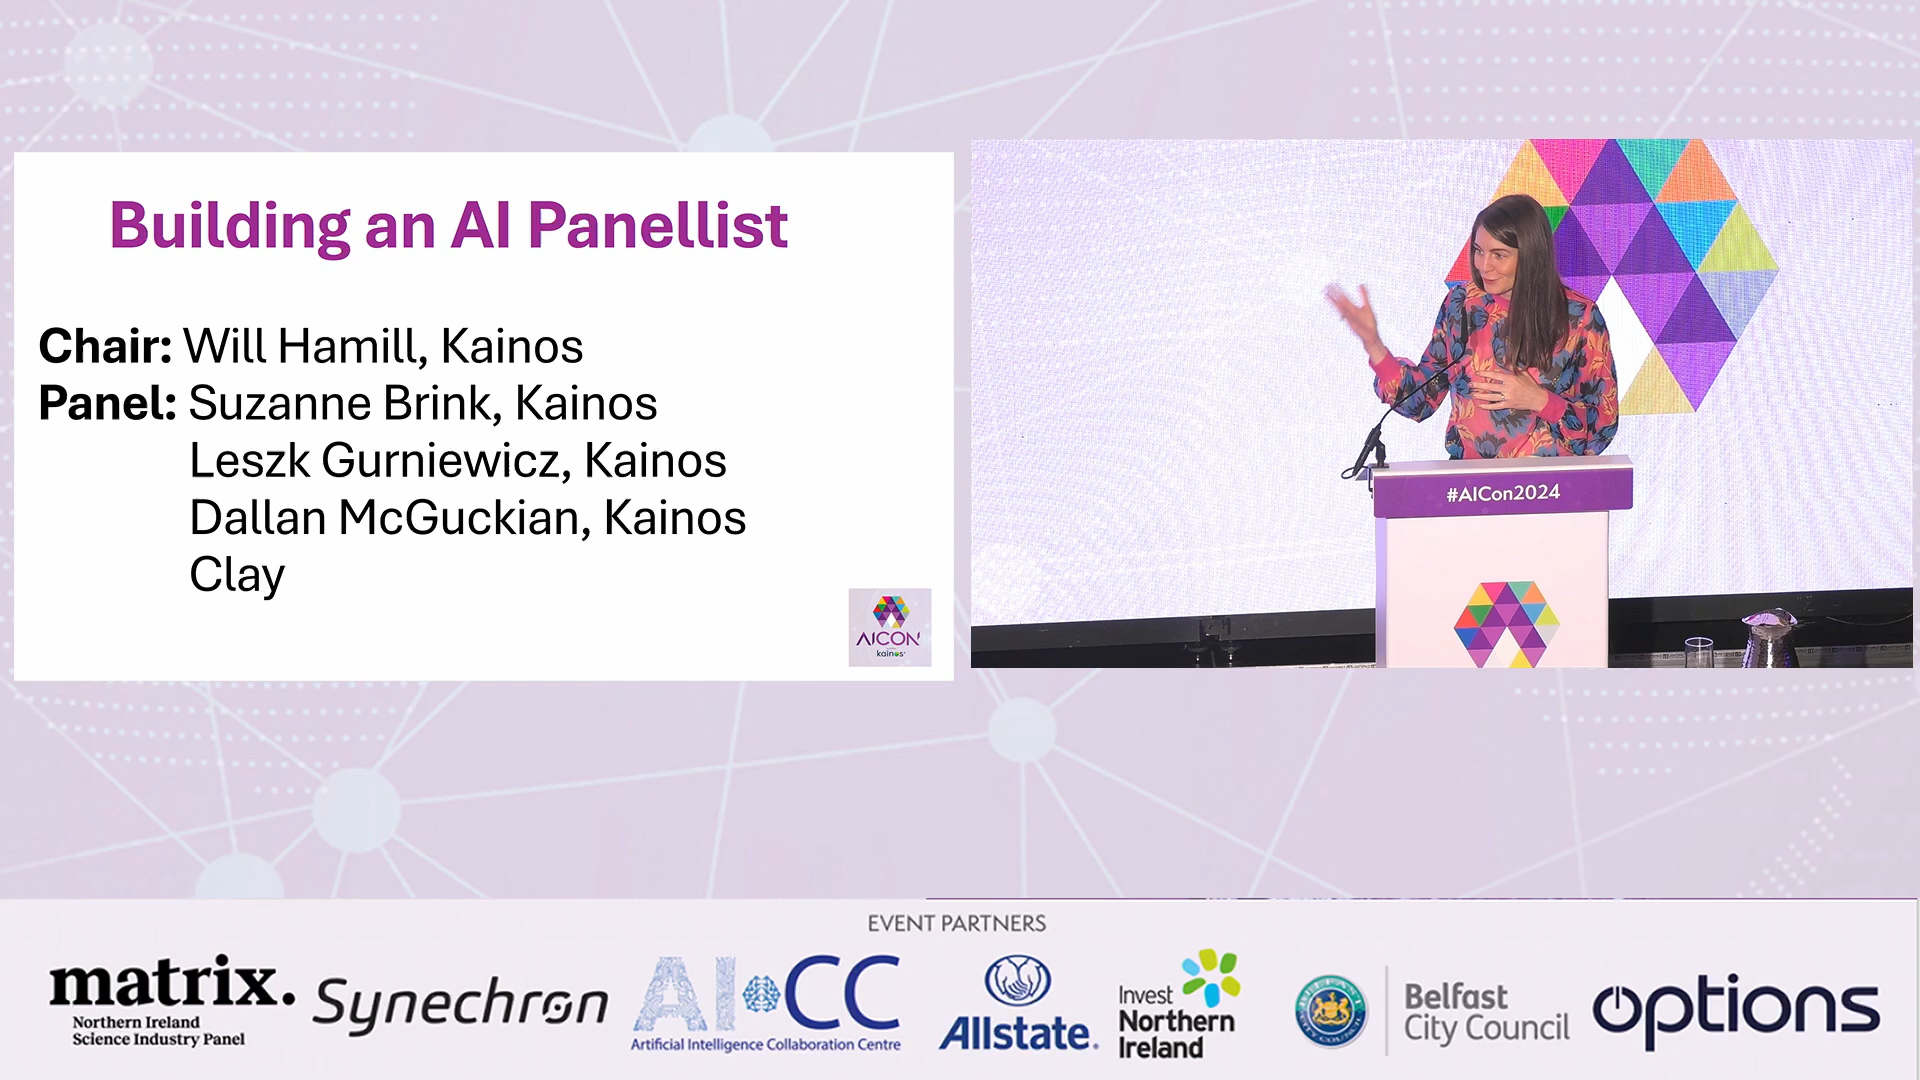 Building an AI Panellist
Chair: Will Hamill, Kainos
Panel: Suzanne Brink, Kainos
Leszk Gurniewicz, Kainos
Dallan McGuckian, Kainos
Clay
AICON
kainos
#AICon2024
EVENT PARTNERS
matrix.
Northern Ireland
Science Industry Panel
Synechron
AICC
Artificial Intelligence Collaboration Centre
Allstate.
Invest
Northern
Ireland
Belfast
City Council
options